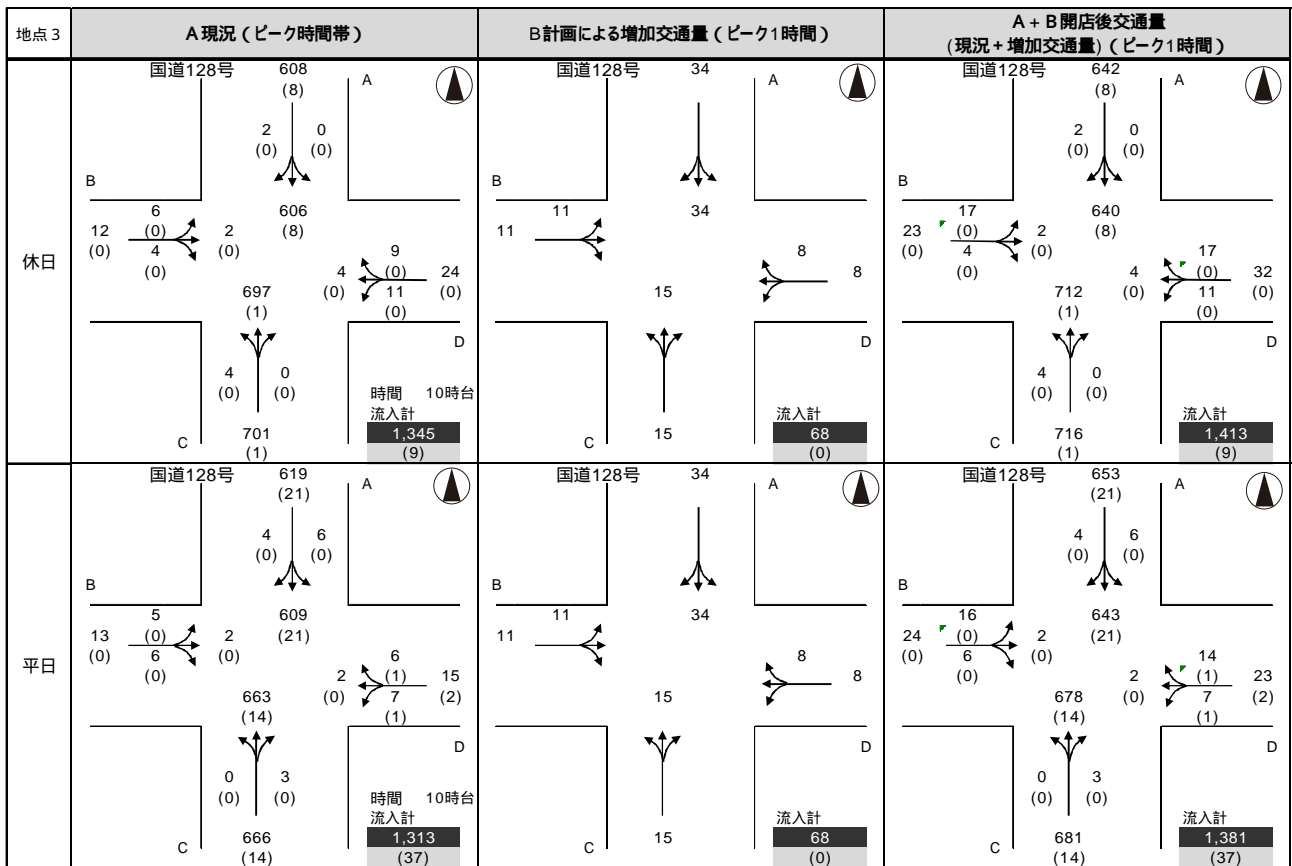 地点３ A現況（ピーク時間帯） B計画による増加交通量（ピーク1時間） A+B開店後交通量
(現況+増加交通量)（ピーク1時間）
休日
国道128号 608 A
(8)
2 0
(0) (0)
B
6 606
12 (0) 2 (8)
(0) 4 (0) 9
(0) 4 (0) 24
(0) 11 (0)
697 (0)
(1)
D
4 0
(0) (0) 時間 10時台
流入計
C 701 1,345
(1) (9)
国道128号 34 A
B
11 34
11
8
8
15
D
流入計
C 15 68
(0)
国道128号 642 A
(8)
2 0
(0) (0)
B
17 640
23 (0) 2 (8)
(0) 4 (0) 17
(0) 4 (0) 32
(0) 11 (0)
712 (0)
(1)
D
4 0
(0) (0)
流入計
C 716 1,413
(1) (9)
平日
国道128号 619 A
(21)
4 6
(0) (0)
B
5 609
13 (0) 2 (21)
(0) 6 (0) 6
(0) 2 (1) 15
(0) 7 (2)
663 (1)
(14)
D
0 3
(0) (0) 時間 10時台
流入計
C 666 1,313
(14) (37)
国道128号 34 A
B
11 34
11
8
8
15
D
流入計
C 15 68
(0)
国道128号 653 A
(21)
4 6
(0) (0)
B
16 643
24 (0) 2 (21)
(0) 6 (0) 14
(0) 2 (1) 23
(0) 7 (2)
678 (1)
(14)
D
0 3
(0) (0)
流入計
C 681 1,381
(14) (37)